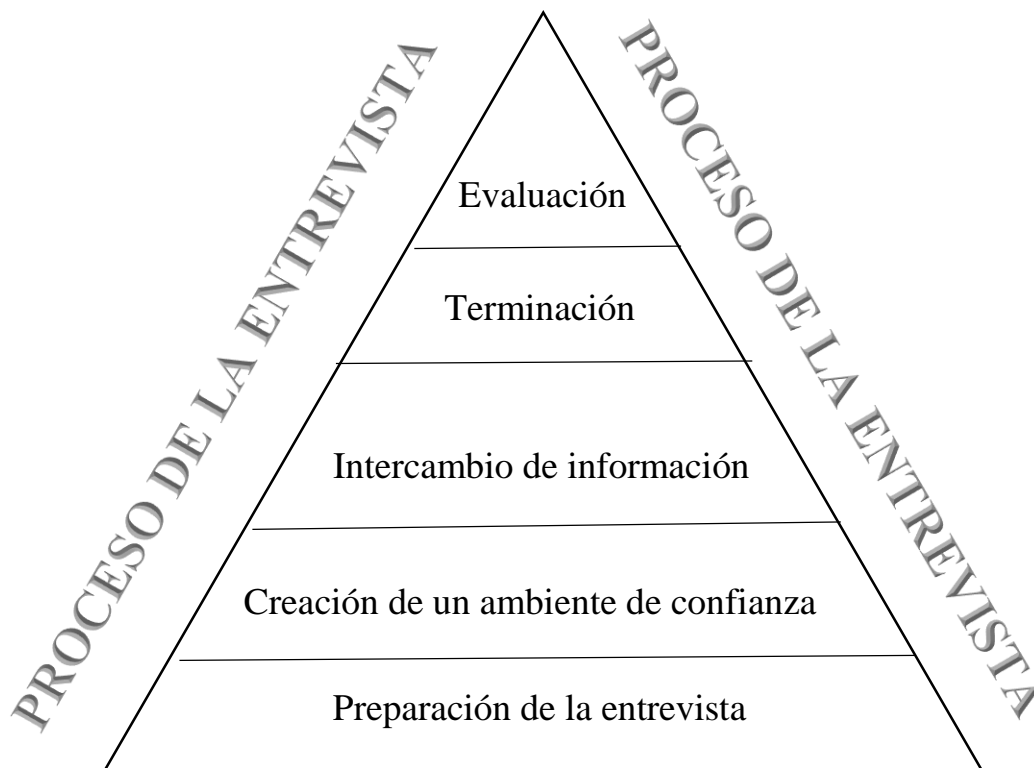 PROCESO DE LA ENTREVISTA
PROCESO DE LA ENTREVISTA
Evaluación
Terminación
Intercambio de información
Creación de un ambiente de confianza
Preparación de la entrevista